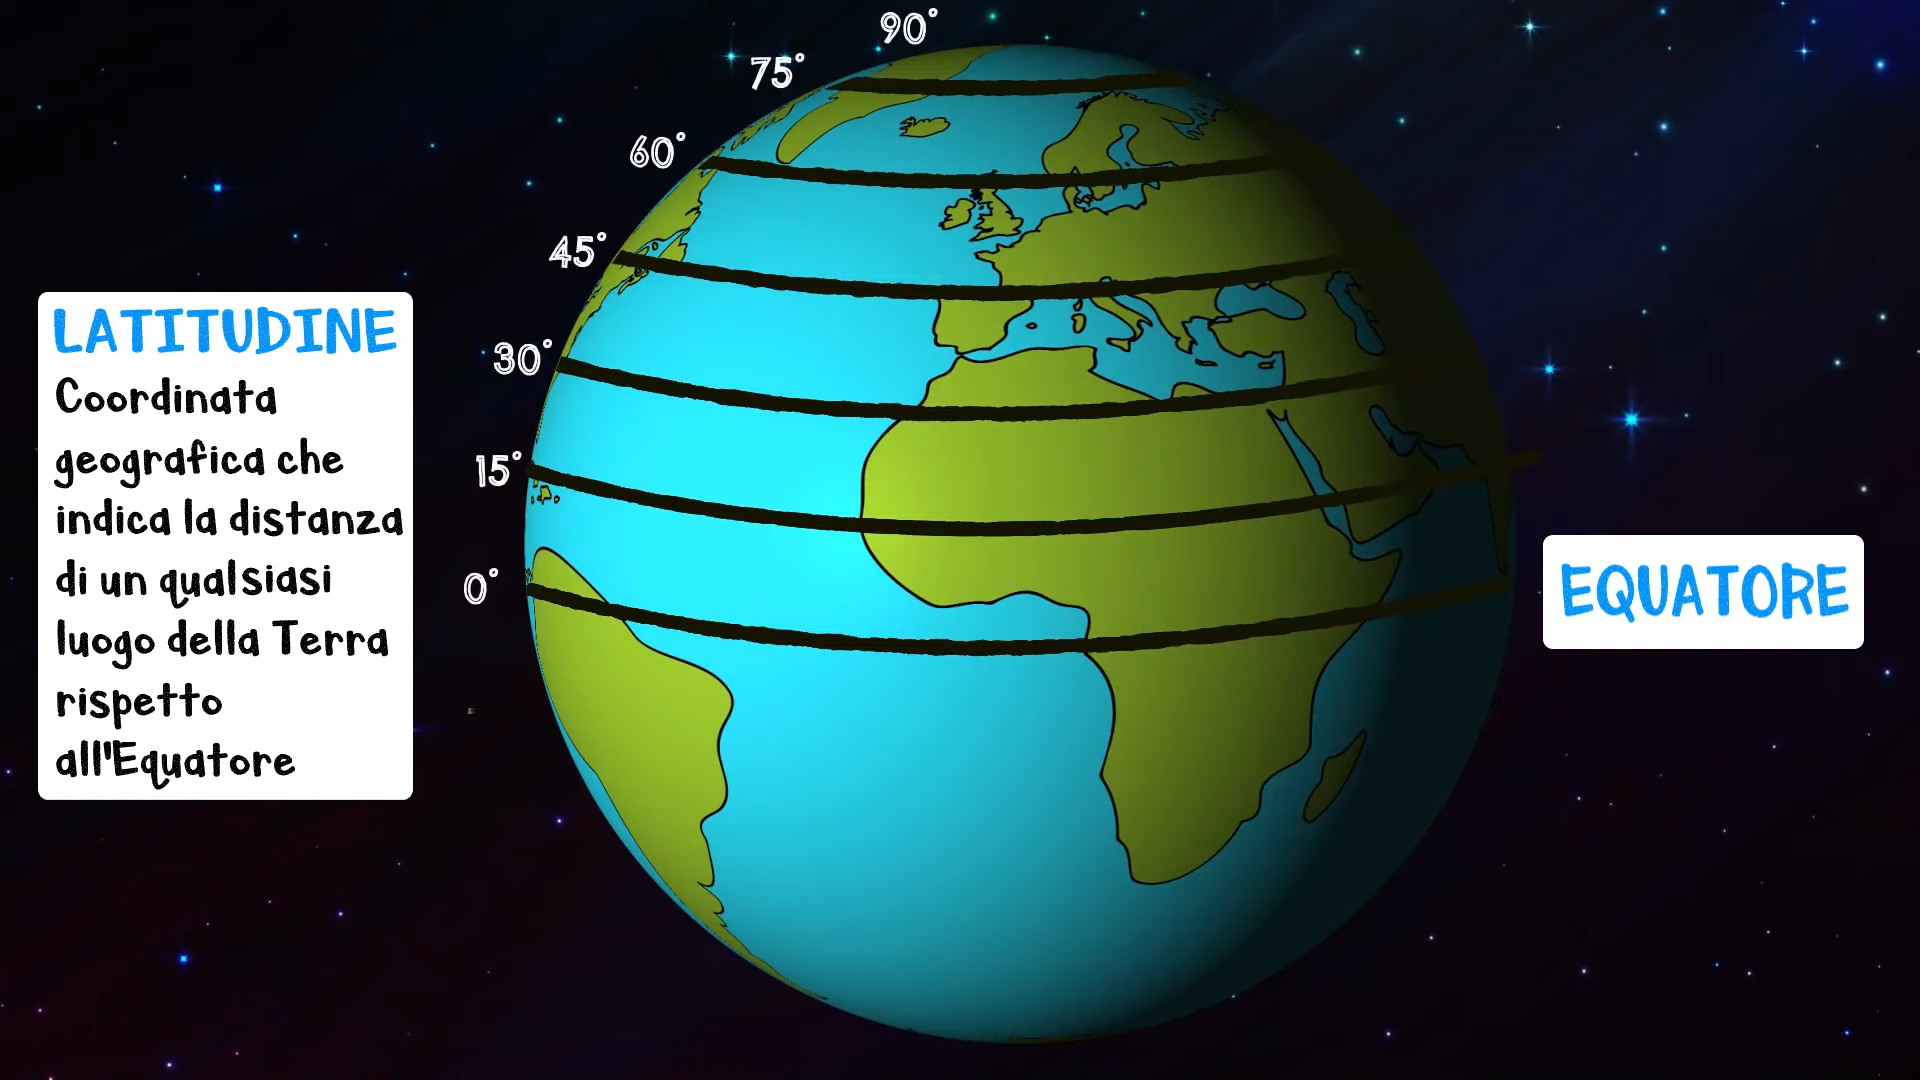 90°
75°
60°
45°
30°
15°
0°
LATITUDINE
Coordinata
geografica che
indica la distanza
di un qualsiasi
luogo della Terra
rispetto
all'Equatore
EQUATORE